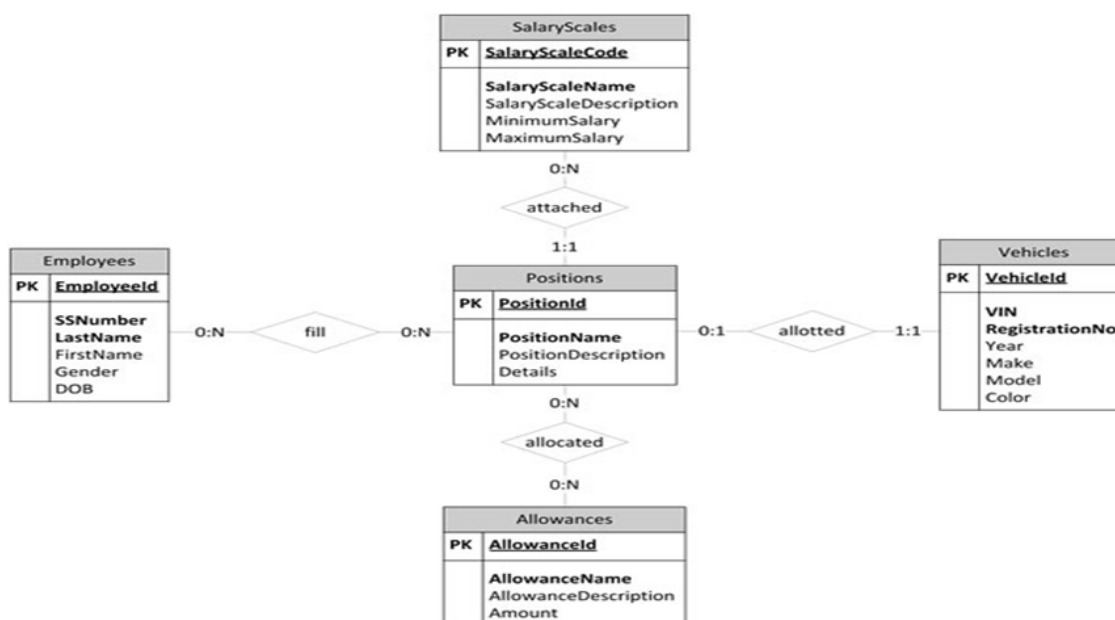 SalaryScales
PK SalaryScaleCode
SalaryScaleName
SalaryScaleDescription
MinimumSalary
MaximumSalary
0:N
attached
1:1
Employees
PK EmployeeId
SSNumber
LastName
FirstName
Gender
DOB
0:N
fill
0:N
Positions
PK PositionId
PositionName
PositionDescription
Details
0:1
allotted
1:1
Vehicles
PK VehicleId
VIN
RegistrationNo
Year
Make
Model
Color
0:N
allocated
0:N
Allowances
PK AllowanceId
AllowanceName
AllowanceDescription
Amount